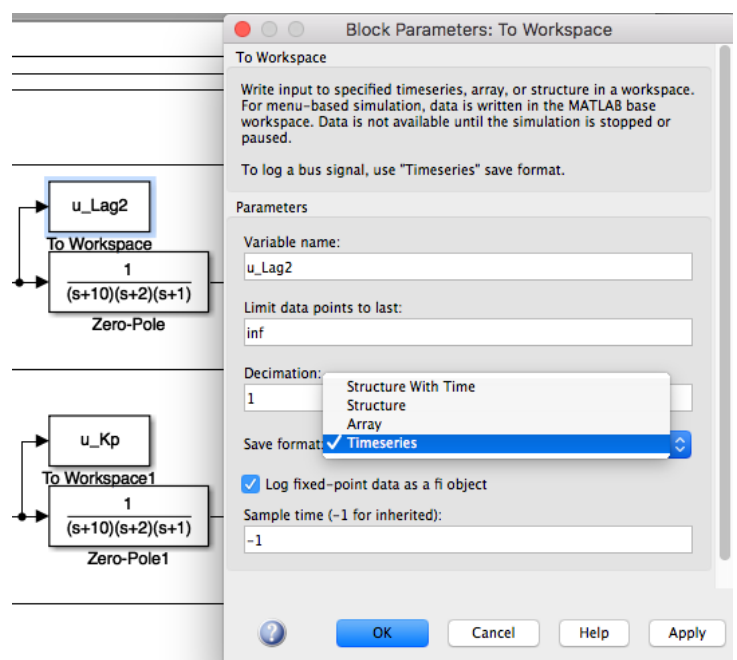 Block Parameters: To Workspace
To Workspace
Write input to specified timeseries, array, or structure in a workspace.
For menu-based simulation, data is written in the MATLAB base
workspace. Data is not available until the simulation is stopped or
paused.
To log a bus signal, use "Timeseries" save format.
Parameters
Variable name:
u_Lag2
Limit data points to last:
inf
Decimation:
1
Structure With Time
Structure
Array
Save format:
✓ Timeseries
Log fixed-point data as a fi object
Sample time (-1 for inherited):
-1
OK
Cancel
Help
Apply
u_Lag2
To Workspace
1
(s+10)(s+2)(s+1)
Zero-Pole
u_Kp
To Workspace1
1
(s+10)(s+2)(s+1)
Zero-Pole1